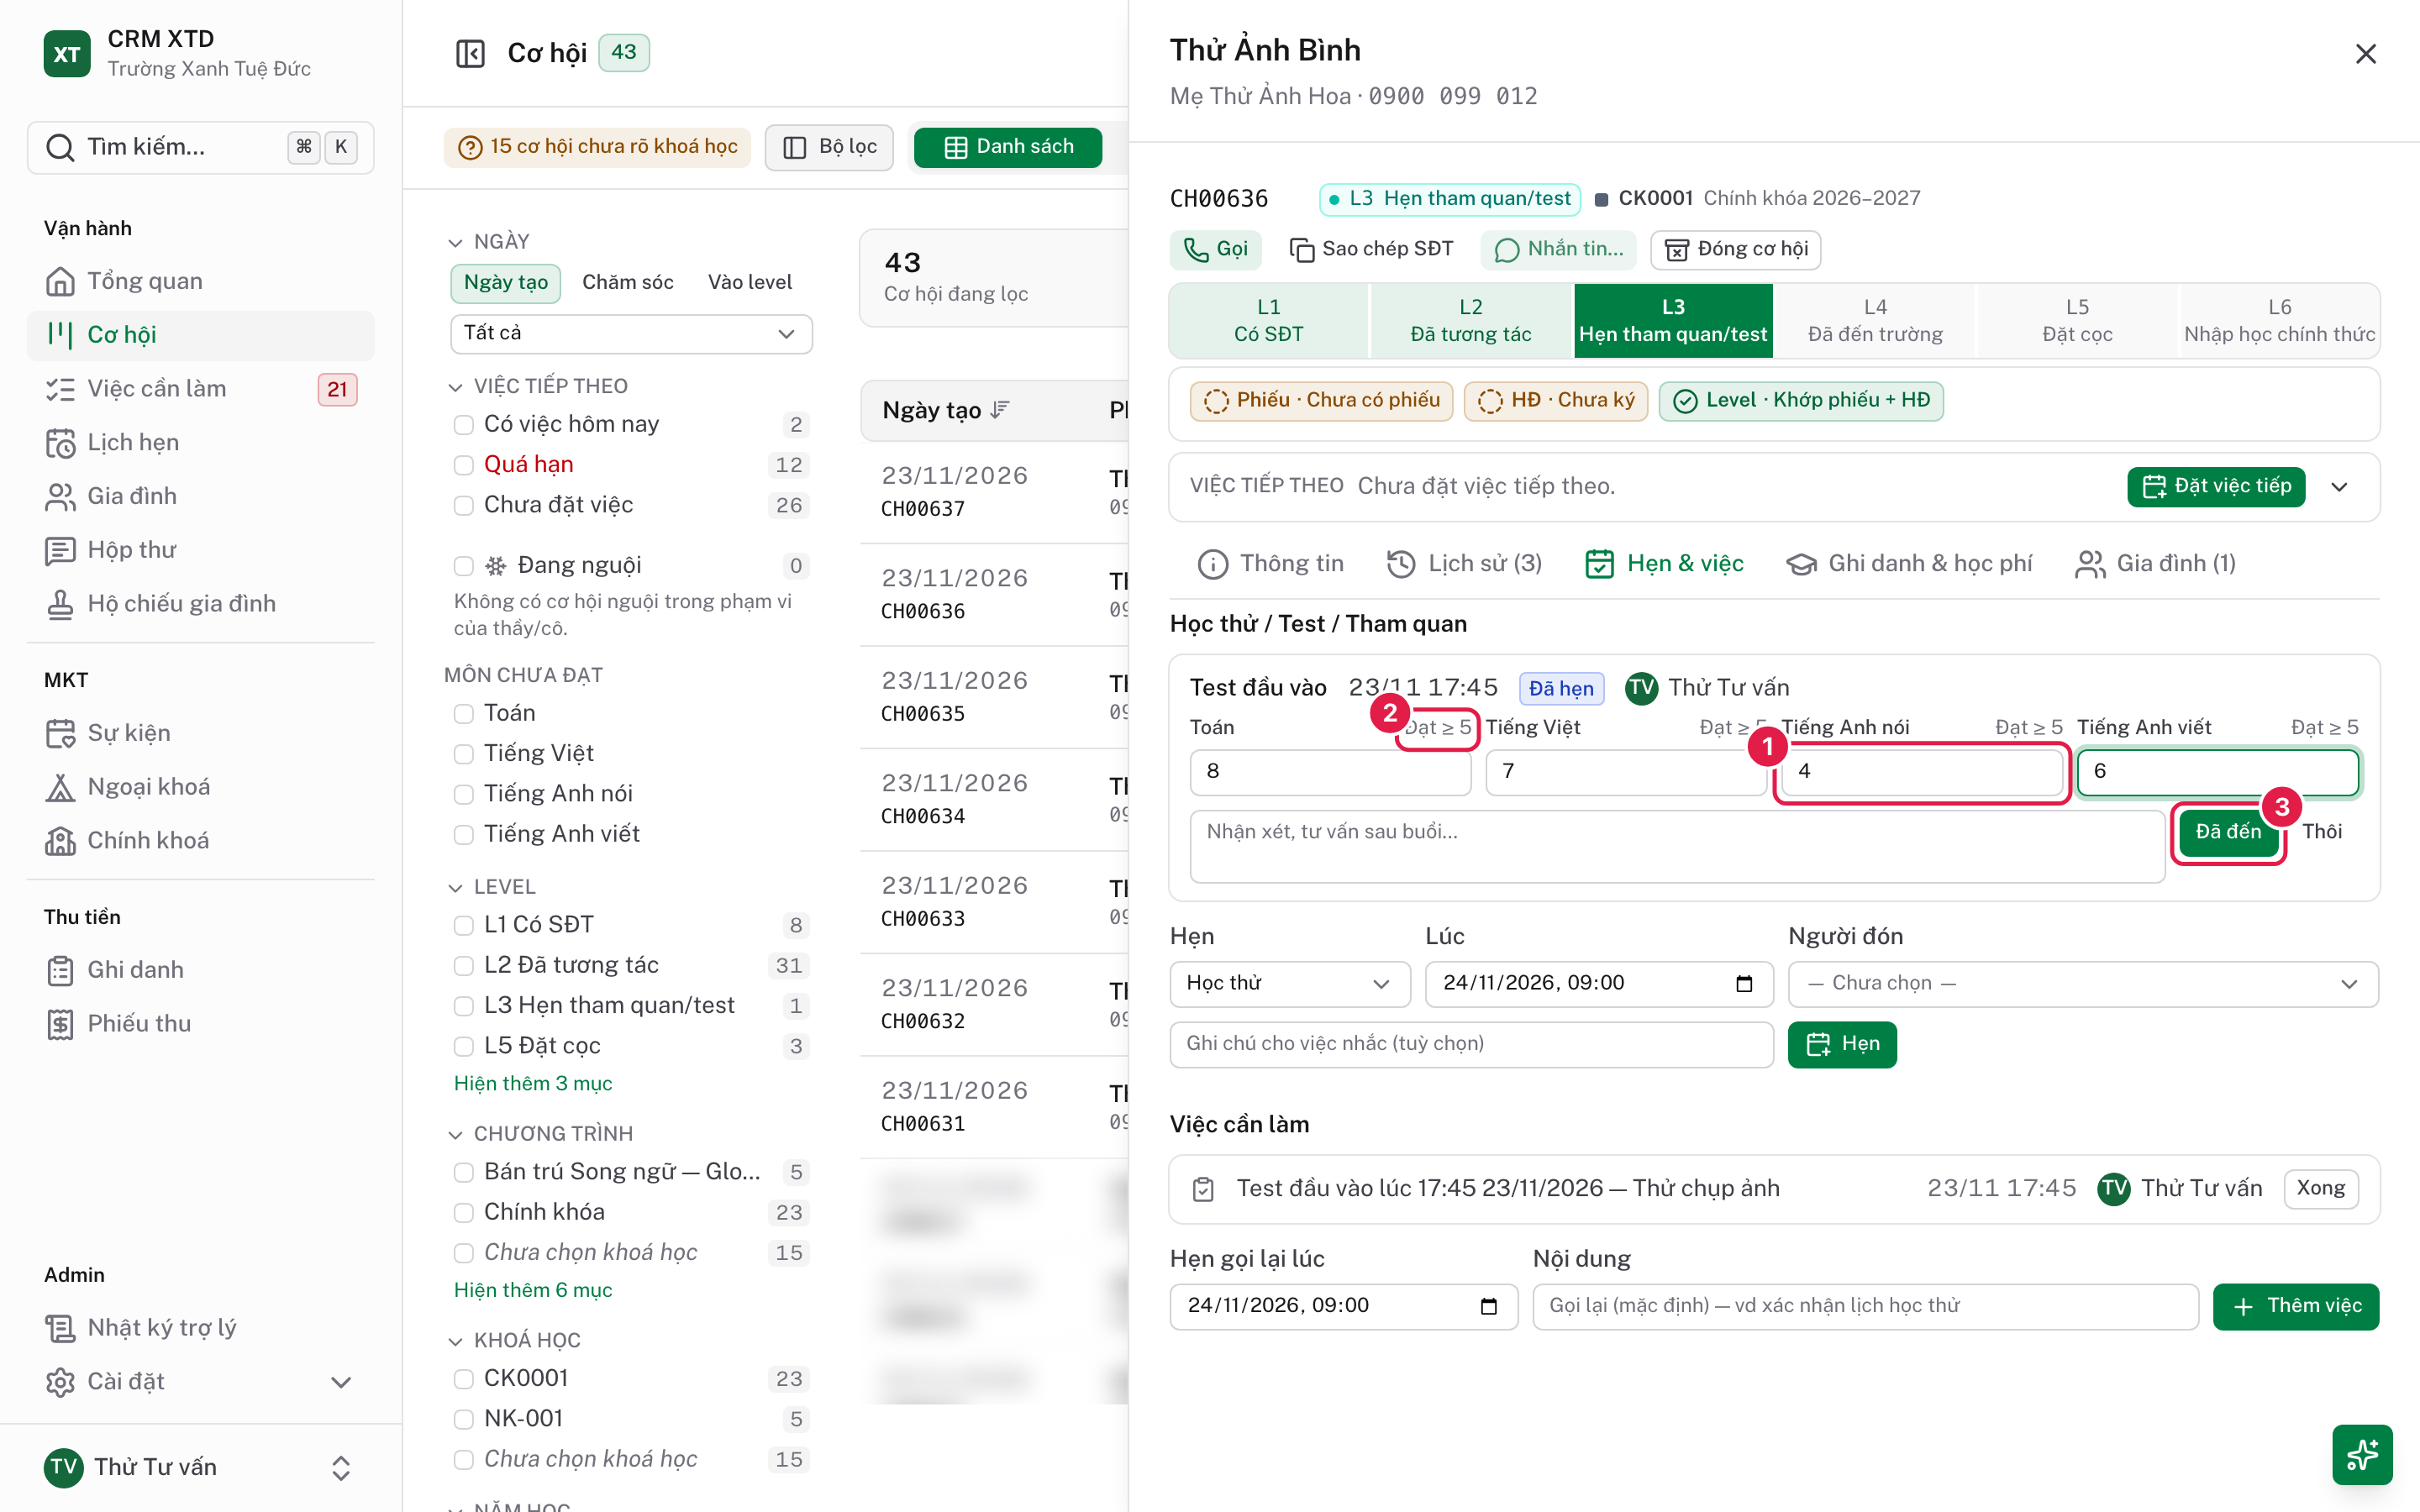 XT
CRM XTD
Trường Xanh Tuệ Đức
Tìm kiếm...
⌘ K
Vận hành
Tổng quan
Cơ hội
Việc cần làm 21
Lịch hẹn
Gia đình
Hộp thư
Hộ chiếu gia đình
MKT
Sự kiện
Ngoại khoá
Chính khoá
Thu tiền
Ghi danh
Phiếu thu
Admin
Nhật ký trợ lý
Cài đặt
TV Thử Tư vấn
Cơ hội 43
15 cơ hội chưa rõ khoá học
Bộ lọc
Danh sách
NGÀY
Ngày tạo Chăm sóc Vào level
Tất cả
VIỆC TIẾP THEO
Có việc hôm nay 2
Quá hạn 12
Chưa đặt việc 26
Đang nguội 0
Không có cơ hội nguội trong phạm vi
của thầy/cô.
MÔN CHƯA ĐẠT
Toán
Tiếng Việt
Tiếng Anh nói
Tiếng Anh viết
LEVEL
L1 Có SĐT 8
L2 Đã tương tác 31
L3 Hẹn tham quan/test 1
L5 Đặt cọc 3
Hiện thêm 3 mục
CHƯƠNG TRÌNH
Bán trú Song ngữ — Glo... 5
Chính khóa 23
Chưa chọn khoá học 15
Hiện thêm 6 mục
KHOÁ HỌC
CK0001 23
NK-001 5
Chưa chọn khoá học 15
NĂM HỌC
43
Cơ hội đang lọc
Ngày tạo
23/11/2026
CH00637
23/11/2026
CH00636
23/11/2026
CH00635
23/11/2026
CH00634
23/11/2026
CH00633
23/11/2026
CH00632
23/11/2026
CH00631
Thử Ảnh Bình
Mẹ Thử Ảnh Hoa · 0900 099 012
CH00636 L3 Hẹn tham quan/test CK0001 Chính khóa 2026–2027
Gọi Sao chép SĐT Nhắn tin... Đóng cơ hội
L1 Có SĐT
L2 Đã tương tác
L3 Hẹn tham quan/test
L4 Đã đến trường
L5 Đặt cọc
L6 Nhập học chính thức
Phiếu · Chưa có phiếu HĐ · Chưa ký Level · Khớp phiếu + HĐ
VIỆC TIẾP THEO Chưa đặt việc tiếp theo. Đặt việc tiếp
Thông tin Lịch sử (3) Hẹn & việc Ghi danh & học phí Gia đình (1)
Học thử / Test / Tham quan
Test đầu vào 23/11 17:45 Đã hẹn TV Thử Tư vấn
Toán 2 Đạt ≥ 5 Tiếng Việt Đạt ≥ Tiếng Anh nói Đạt ≥ 5 Tiếng Anh viết Đạt ≥ 5
8 7 1 4 6
Nhận xét, tư vấn sau buổi... Đã đến 3 Thôi
Hẹn Lúc Người đón
Học thử 24/11/2026, 09:00 — Chưa chọn —
Ghi chú cho việc nhắc (tuỳ chọn) Hẹn
Việc cần làm
Test đầu vào lúc 17:45 23/11/2026 — Thử chụp ảnh 23/11 17:45 TV Thử Tư vấn Xong
Hẹn gọi lại lúc Nội dung
24/11/2026, 09:00 Gọi lại (mặc định) — vd xác nhận lịch học thử Thêm việc